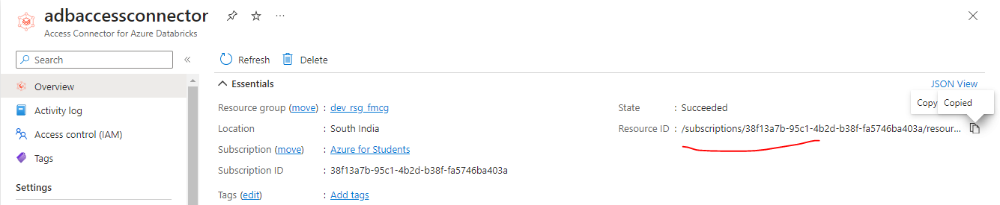 adbaccessconnector
Access Connector for Azure Databricks
Search
Refresh
Delete
Overview
Activity log
Access control (IAM)
Tags
Settings
Essentials
JSON View
Copy
Copied
Resource group (move) : dev_rsg_fmcg
Location : South India
Subscription (move) : Azure for Students
Subscription ID : 38f13a7b-95c1-4b2d-b38f-fa5746ba403a
Tags (edit) : Add tags
State : Succeeded
Resource ID : /subscriptions/38f13a7b-95c1-4b2d-b38f-fa5746ba403a/resour...